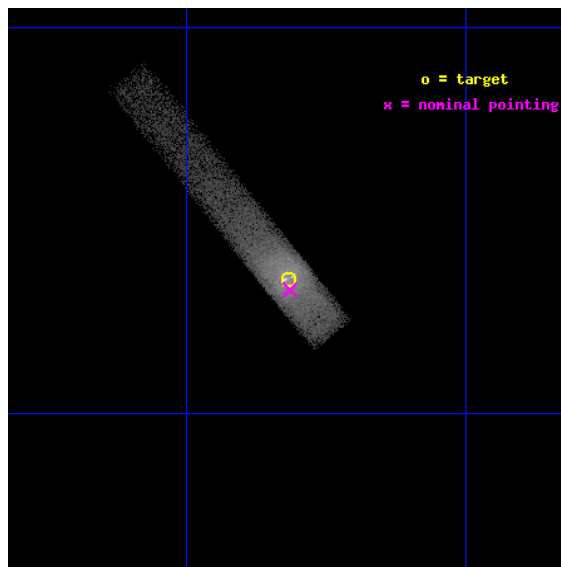 o = target
x = nominal pointing